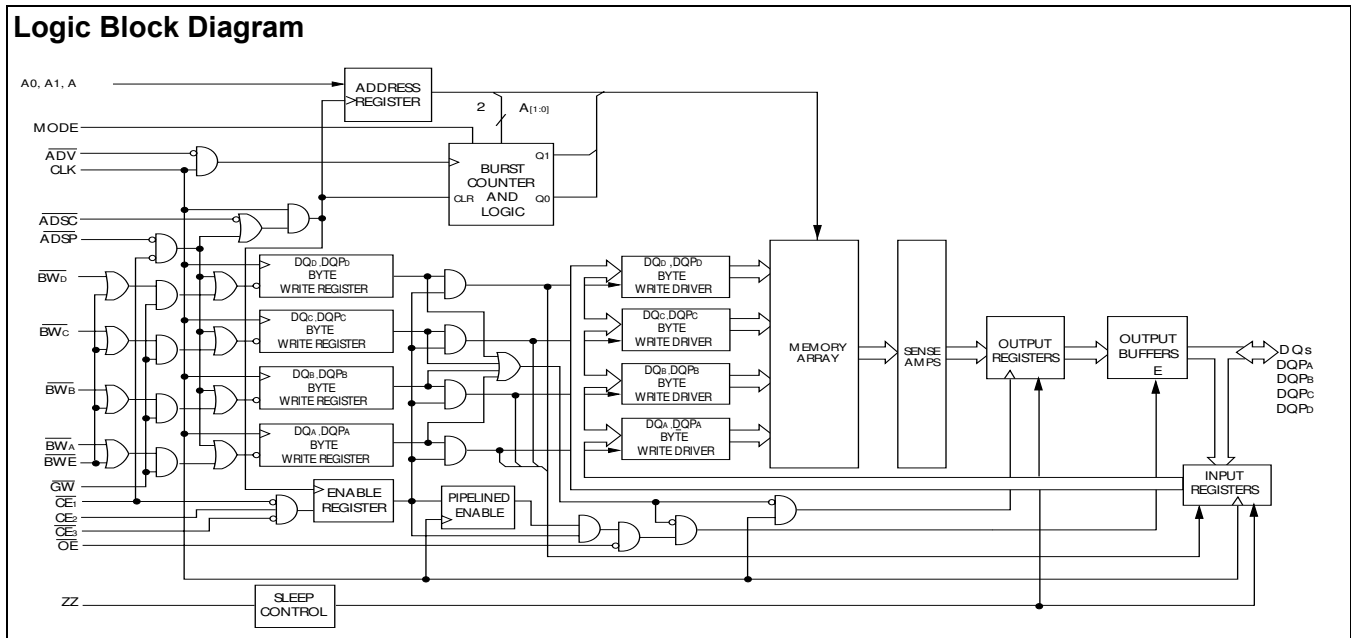 Logic Block Diagram
A0, A1, A
ADDRESS
REGISTER
2
A[1:0]
MODE
ADV
CLK
BURST
COUNTER
AND
LOGIC
CLR
Q1
Q0
ADSC
ADSP
BWD
DQD,DQPD
BYTE
WRITE REGISTER
DQD,DQPD
BYTE
WRITE DRIVER
BWC
DQC,DQPC
BYTE
WRITE REGISTER
DQC,DQPC
BYTE
WRITE DRIVER
MEMORY
ARRAY
SENSE
AMPS
OUTPUT
REGISTERS
OUTPUT
BUFFERS
E
DQs
DQPA
DQPB
DQPC
DQPD
BWB
DQB,DQPB
BYTE
WRITE REGISTER
DQB,DQPB
BYTE
WRITE DRIVER
BWA
BWE
DQA,DQPA
BYTE
WRITE REGISTER
DQA,DQPA
BYTE
WRITE DRIVER
GW
CE1
CE2
CE3
OE
ENABLE
REGISTER
PIPELINED
ENABLE
INPUT
REGISTERS
ZZ
SLEEP
CONTROL